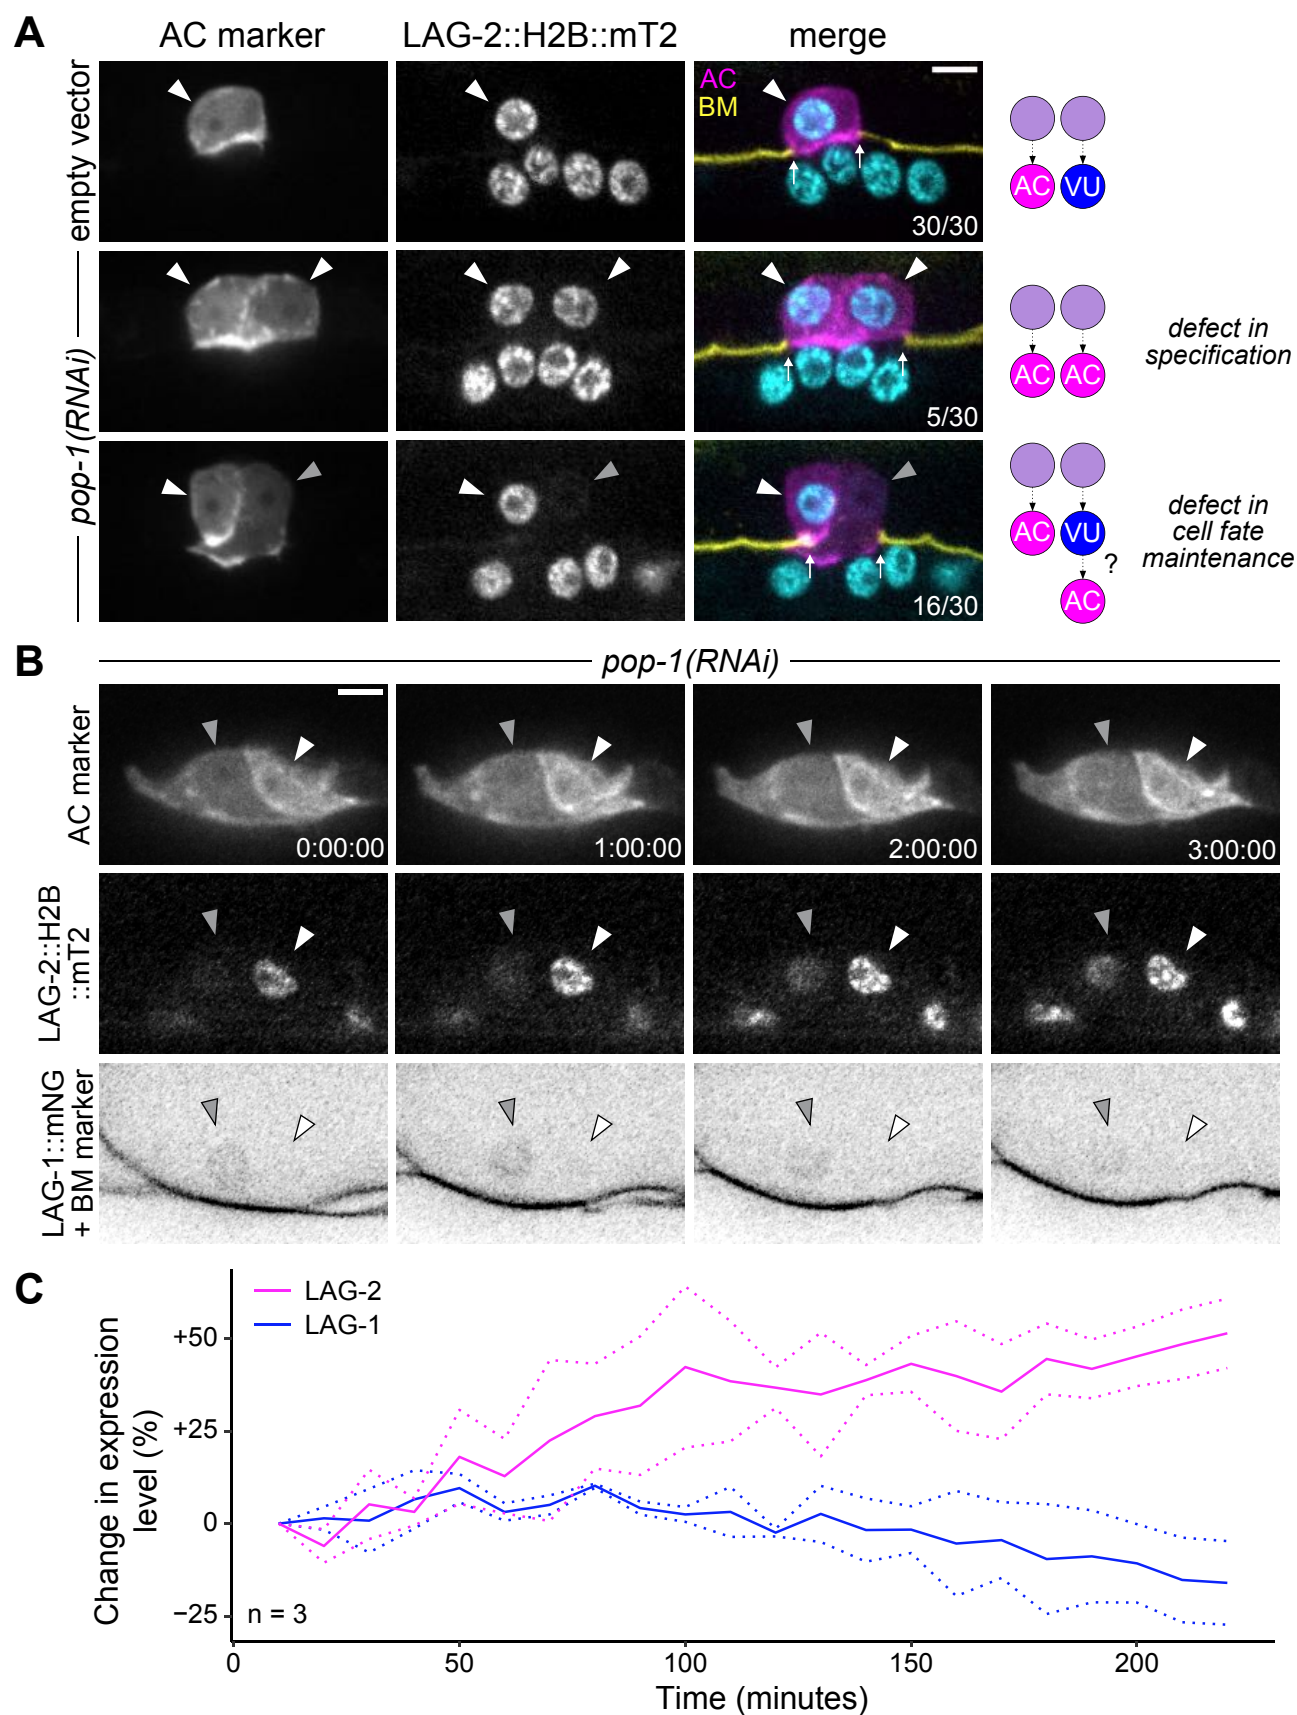 A
AC marker
LAG-2::H2B::mT2
merge
empty vector
AC
BM
30/30
AC
VU
pop-1(RNAi)
5/30
AC
AC
defect in
specification
16/30
AC
VU
?
AC
defect in
cell fate
maintenance
B
pop-1(RNAi)
AC marker
0:00:00
1:00:00
2:00:00
3:00:00
LAG-2::H2B
::mT2
LAG-1::mNG
+ BM marker
C
LAG-2
LAG-1
Change in expression
level (%)
+50
+25
0
−25
n = 3
0
50
100
150
200
Time (minutes)